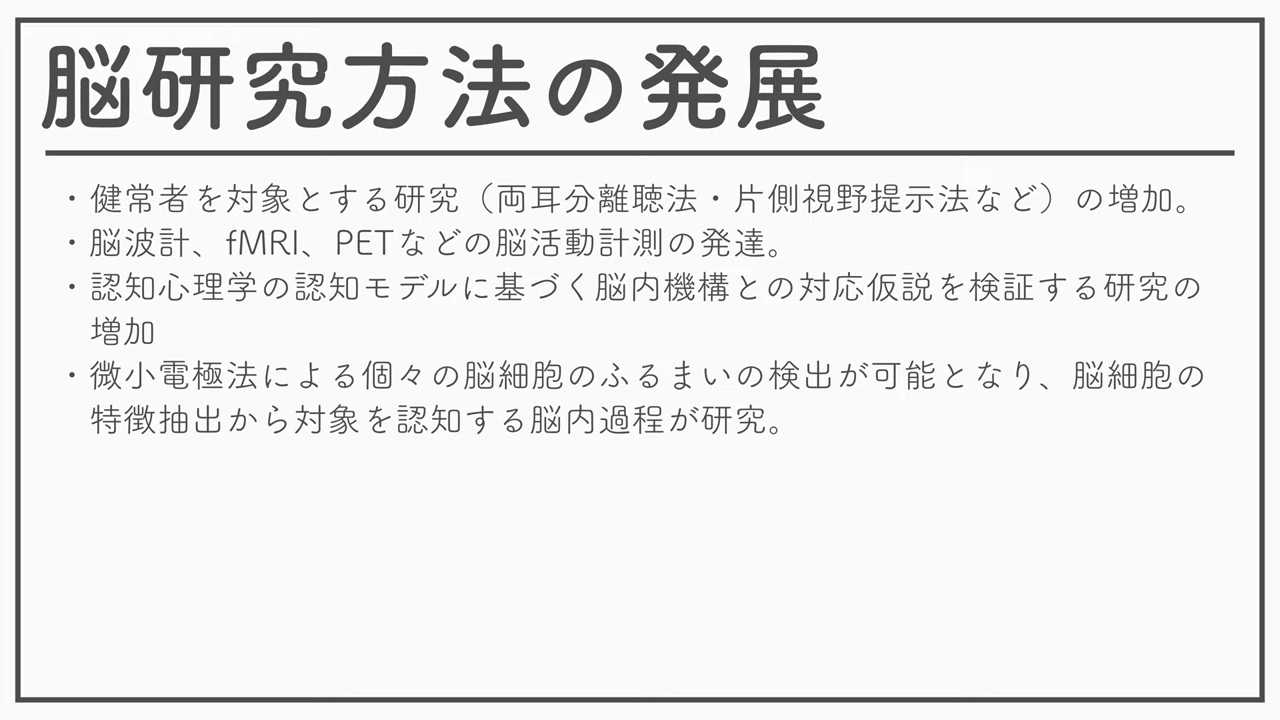 脳研究方法の発展
・健常者を対象とする研究（両耳分離聴法・片側視野提示法など）の増加。
・脳波計、fMRI、PETなどの脳活動計測の発達。
・認知心理学の認知モデルに基づく脳内機構との対応仮説を検証する研究の
増加
・微小電極法による個々の脳細胞のふるまいの検出が可能となり、脳細胞の
特徴抽出から対象を認知する脳内過程が研究。